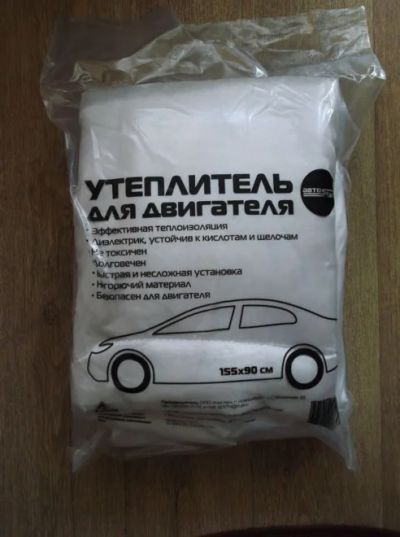 УТЕПЛИТЕЛЬ
ДЛЯ ДВИГАТЕЛЯ
• Эффективная теплоизоляция
• Диэлектрик, устойчив к кислотам и щелочам
Не токсичен
Долговечен
• Быстрая и несложная установка
• Негорючий материал
• Безопасен для двигателя
155х90 см